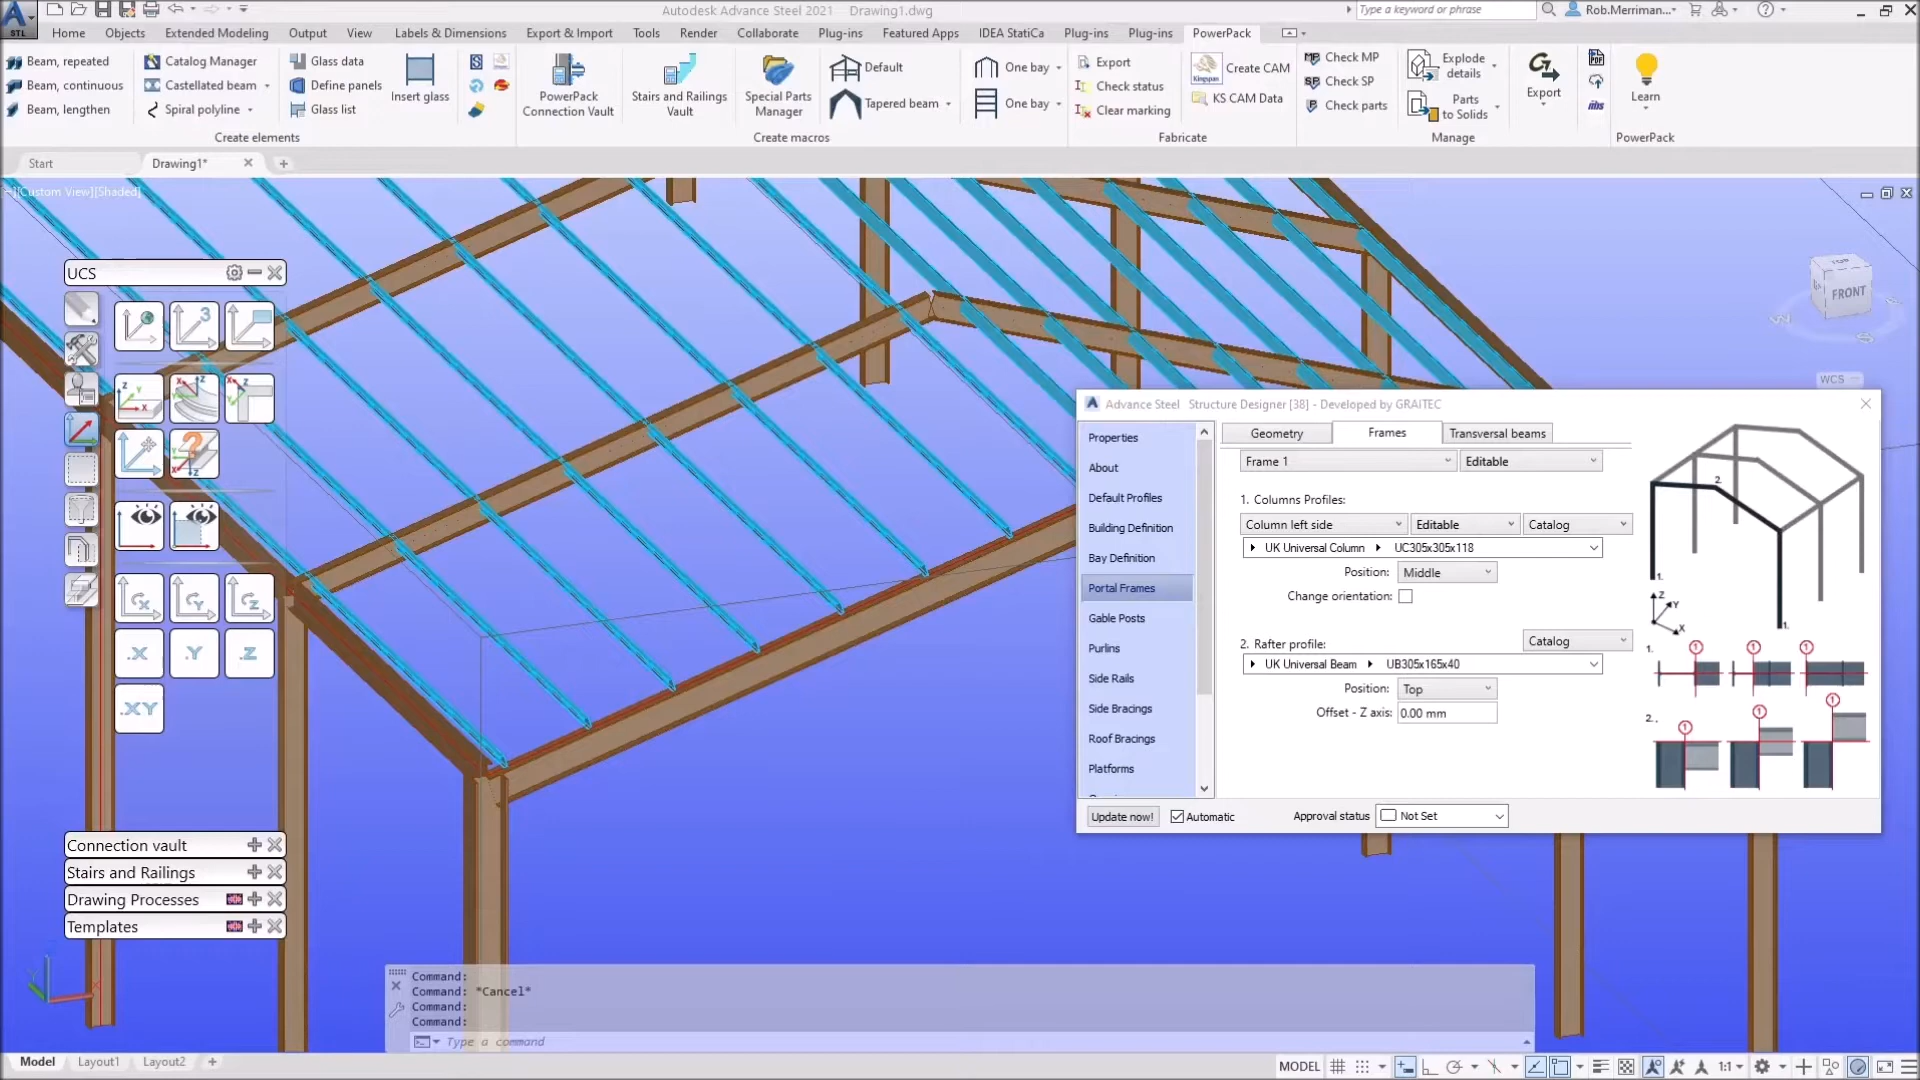 Autodesk Advance Steel 2021 Drawing1.dwg
Type a keyword or phrase
Rob.Merriman...
STL
Home Objects Extended Modeling Output View Labels & Dimensions Export & Import Tools Render Collaborate Plug-ins Featured Apps IDEA StatiCa Plug-ins Plug-ins PowerPack
Beam, repeated
Beam, continuous
Beam, lengthen
Catalog Manager
Castellated beam
Spiral polyline
Glass data
Define panels
Glass list
Insert glass
Create elements
PowerPack
Connection Vault
Stairs and Railings
Vault
Special Parts
Manager
Default
Tapered beam
One bay
One bay
Create macros
Export
Check status
Clear marking
Kingspan
Create CAM
KS CAM Data
Fabricate
Check MP
Check SP
Check parts
Explode
details
Parts
to Solids
Export
Manage
Learn
PowerPack
Start Drawing1*
[Custom View][Shaded]
TOP
FRONT
WCS
UCS
Connection vault
Stairs and Railings
Drawing Processes
Templates
Advance Steel Structure Designer [38] - Developed by GRAITEC
Properties
About
Default Profiles
Building Definition
Bay Definition
Portal Frames
Gable Posts
Purlins
Side Rails
Side Bracings
Roof Bracings
Platforms
Geometry Frames Transversal beams
Frame 1 Editable
1. Columns Profiles:
Column left side Editable Catalog
UK Universal Column UC305x305x118
Position: Middle
Change orientation:
2. Rafter profile: Catalog
UK Universal Beam UB305x165x40
Position: Top
Offset - Z axis: 0.00 mm
2.
1.
1.
Z
Y
X
1.
2.
Update now! Automatic Approval status Not Set
Command:
Command: *Cancel*
Command:
Command:
Type a command
Model Layout1 Layout2
MODEL 1:1